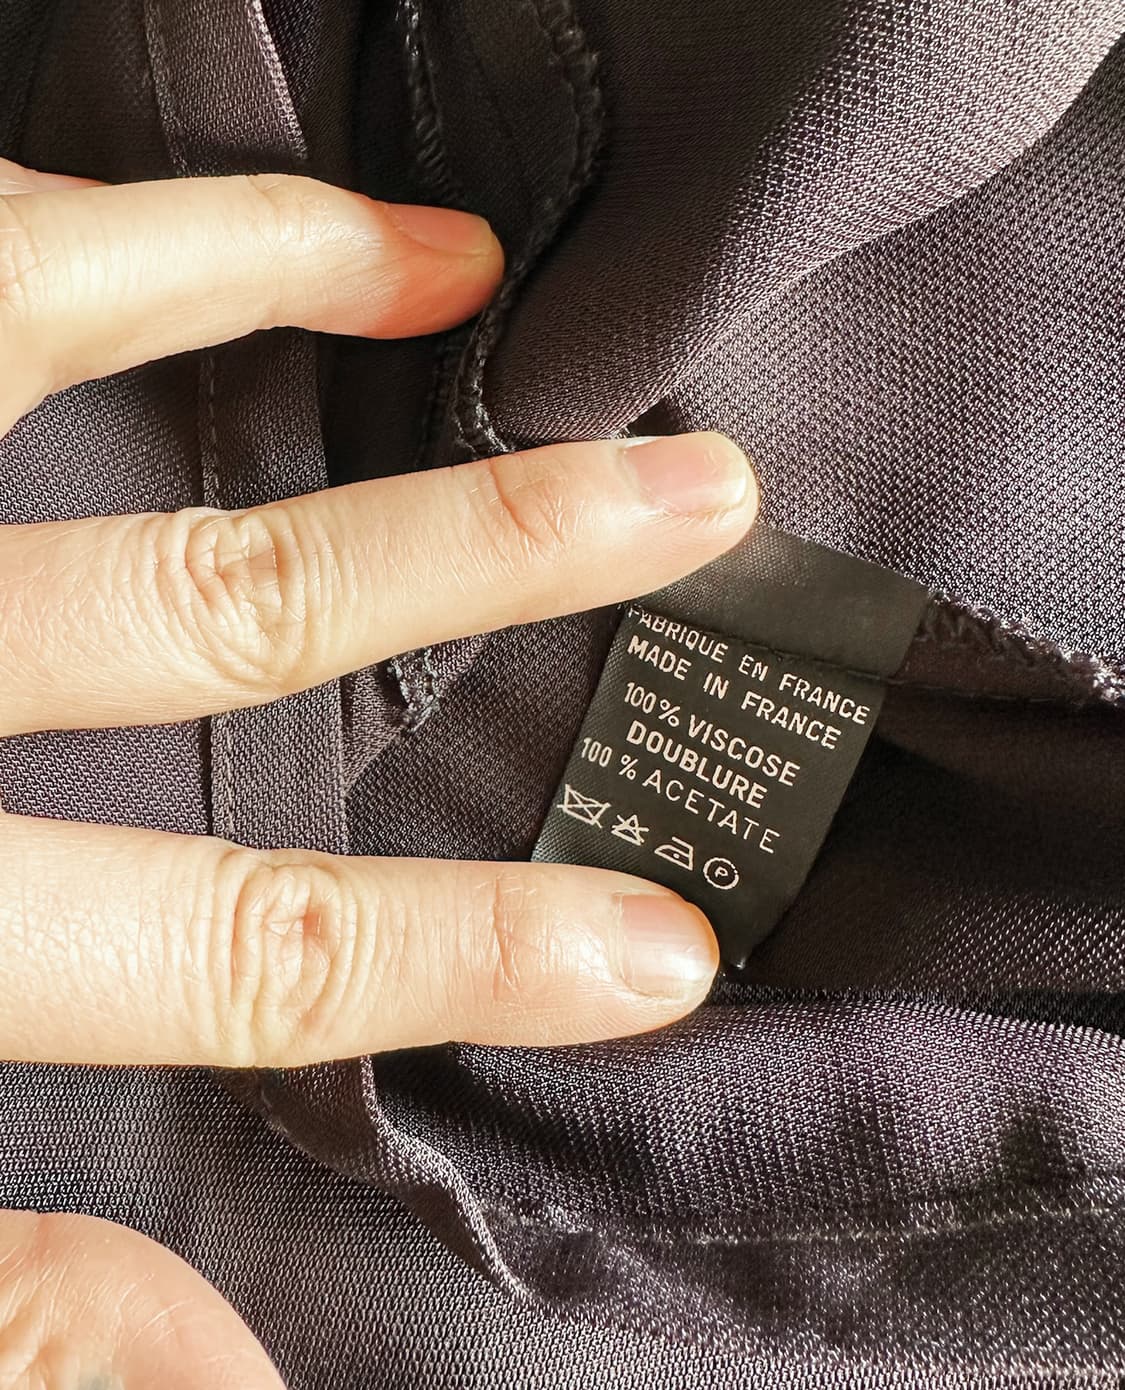 FABRIQUE EN FRANCE
MADE IN FRANCE
100% VISCOSE
DOUBLURE
100 % ACETATE
P